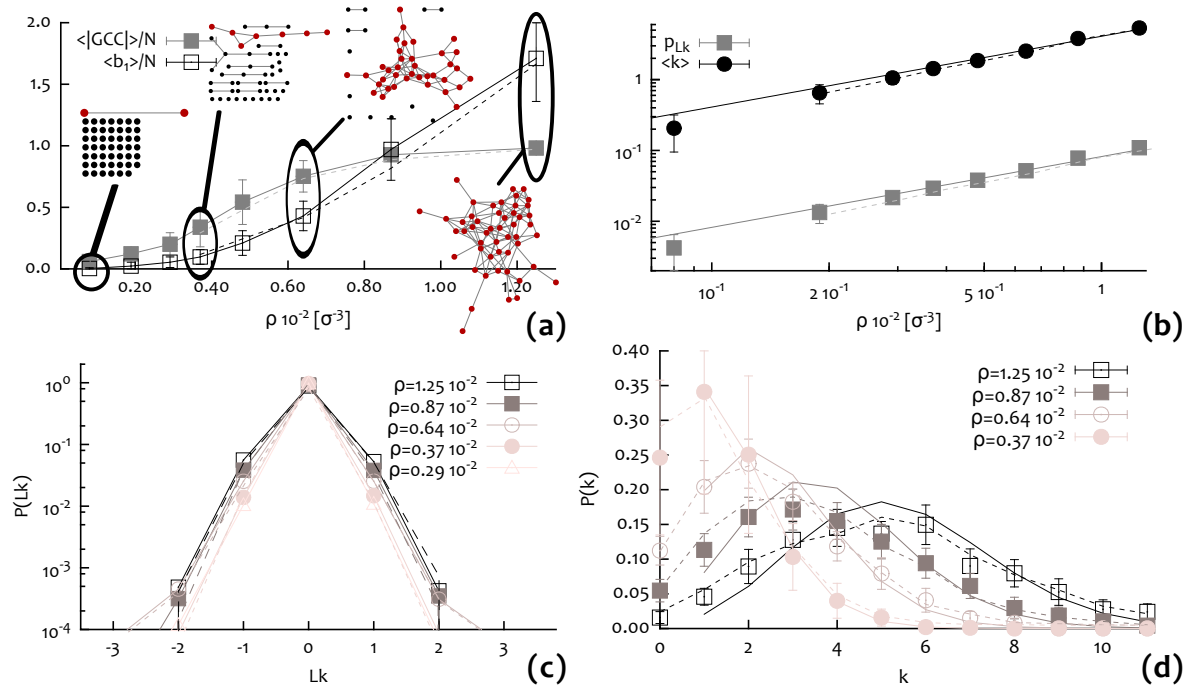 <|GCC|>/N
<b₁>/N
2.0
1.5
1.0
0.5
0.0
0.20 0.40 0.60 0.80 1.00 1.20
ρ 10⁻² [σ⁻³]
(a)
p_Lk
<k>
1
10⁻¹
10⁻²
10⁻¹ 2 10⁻¹ 5 10⁻¹ 1
ρ 10⁻² [σ⁻³]
(b)
P(Lk)
10⁰
10⁻¹
10⁻²
10⁻³
10⁻⁴
ρ=1.25 10⁻²
ρ=0.87 10⁻²
ρ=0.64 10⁻²
ρ=0.37 10⁻²
ρ=0.29 10⁻²
-3 -2 -1 0 1 2 3
Lk
(c)
P(k)
0.40
0.35
0.30
0.25
0.20
0.15
0.10
0.05
0.00
ρ=1.25 10⁻²
ρ=0.87 10⁻²
ρ=0.64 10⁻²
ρ=0.37 10⁻²
0 2 4 6 8 10
k
(d)